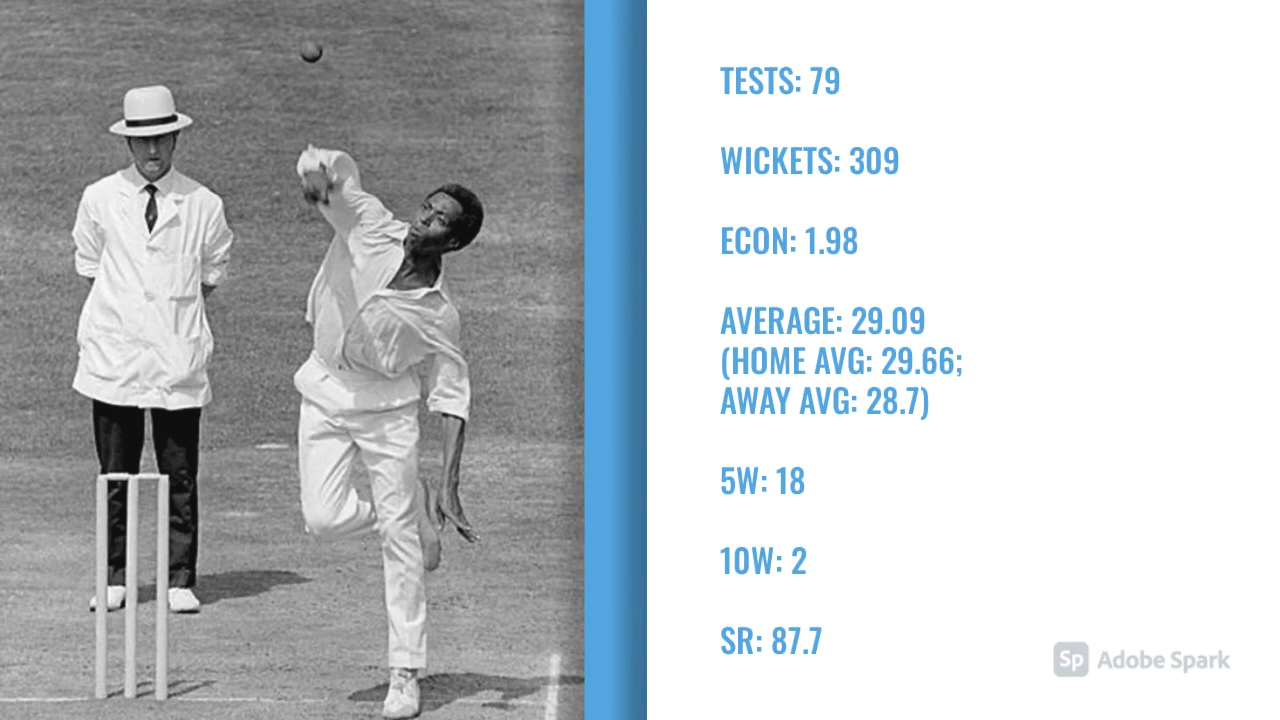 TESTS: 79
WICKETS: 309
ECON: 1.98
AVERAGE: 29.09
(HOME AVG: 29.66;
AWAY AVG: 28.7)
5W: 18
10W: 2
SR: 87.7
Sp Adobe Spark